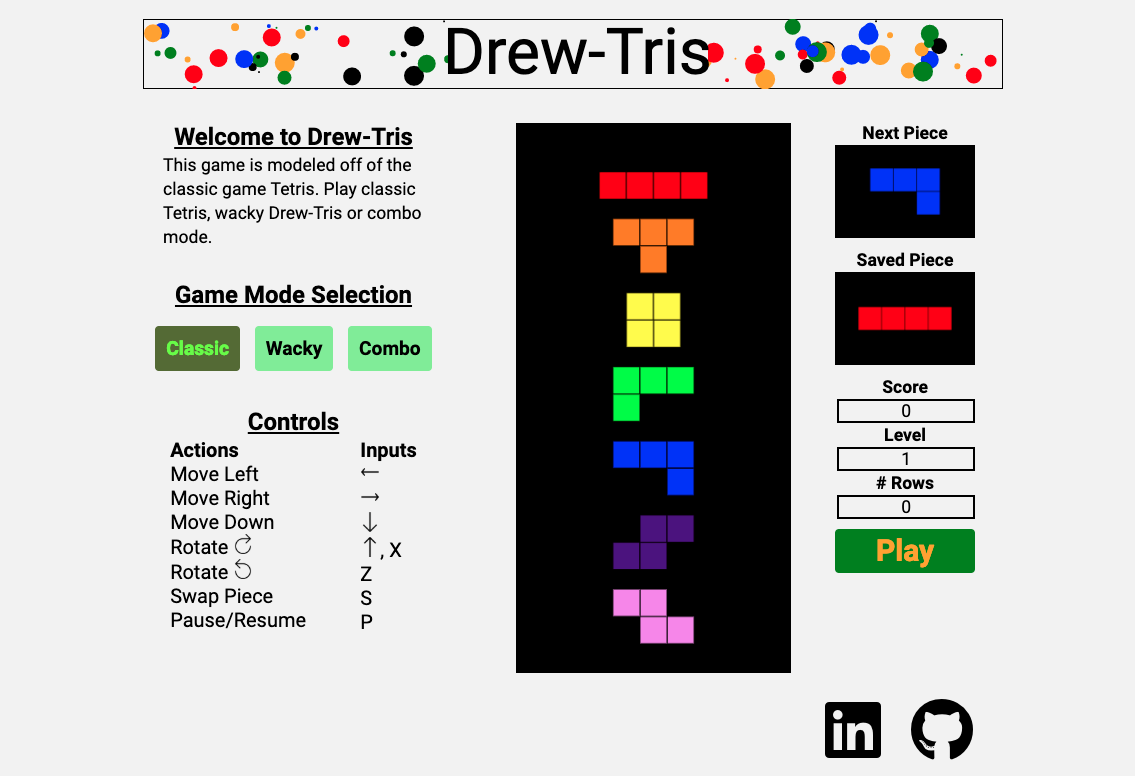 Drew-Tris
Welcome to Drew-Tris
This game is modeled off of the
classic game Tetris. Play classic
Tetris, wacky Drew-Tris or combo
mode.
Game Mode Selection
Classic Wacky Combo
Controls
Actions Inputs
Move Left ←
Move Right →
Move Down ↓
Rotate ↻ ↑, X
Rotate ↺ Z
Swap Piece S
Pause/Resume P
Next Piece
Saved Piece
Score
0
Level
1
# Rows
0
Play
in